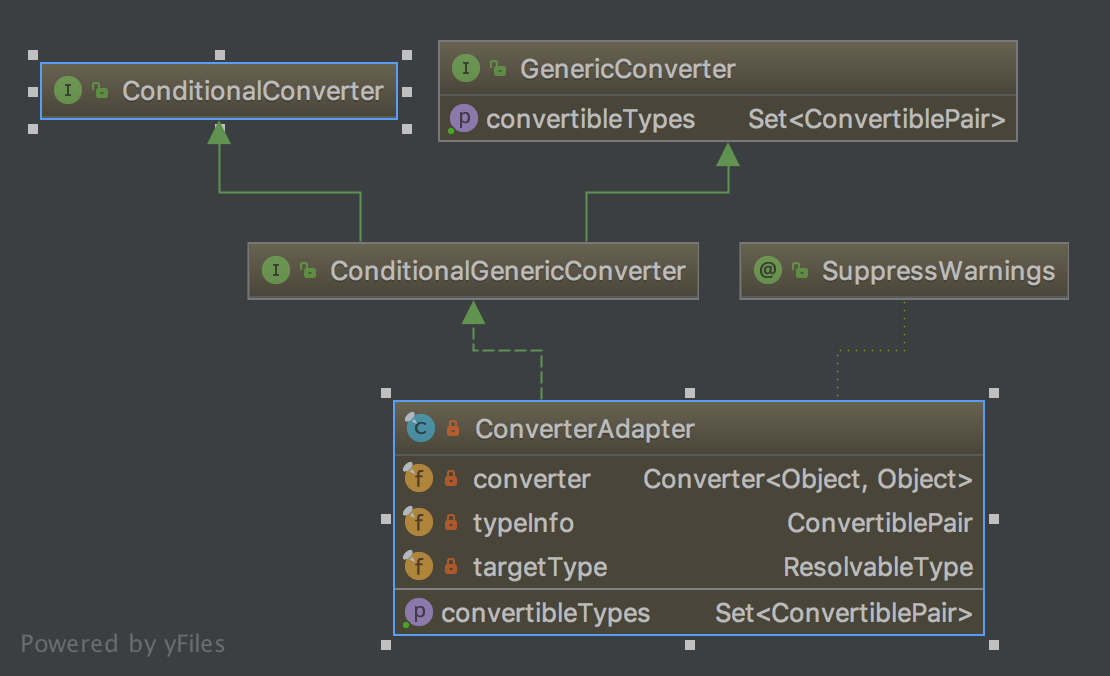 I ConditionalConverter
I GenericConverter
p convertibleTypes Set<ConvertiblePair>
I ConditionalGenericConverter
@ SuppressWarnings
C ConverterAdapter
f converter Converter<Object, Object>
f typeInfo ConvertiblePair
f targetType ResolvableType
p convertibleTypes Set<ConvertiblePair>
Powered by yFiles